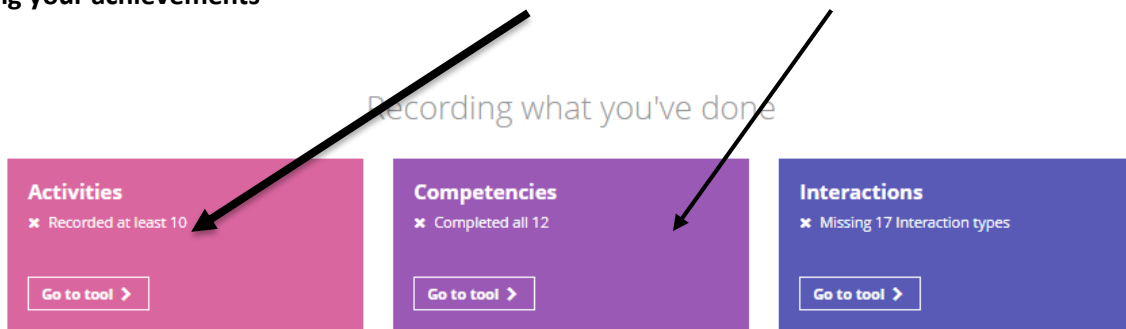 ng your achievements
Recording what you've done
Activities
✖ Recorded at least 10
Go to tool ❯
Competencies
✖ Completed all 12
Go to tool ❯
Interactions
✖ Missing 17 Interaction types
Go to tool ❯